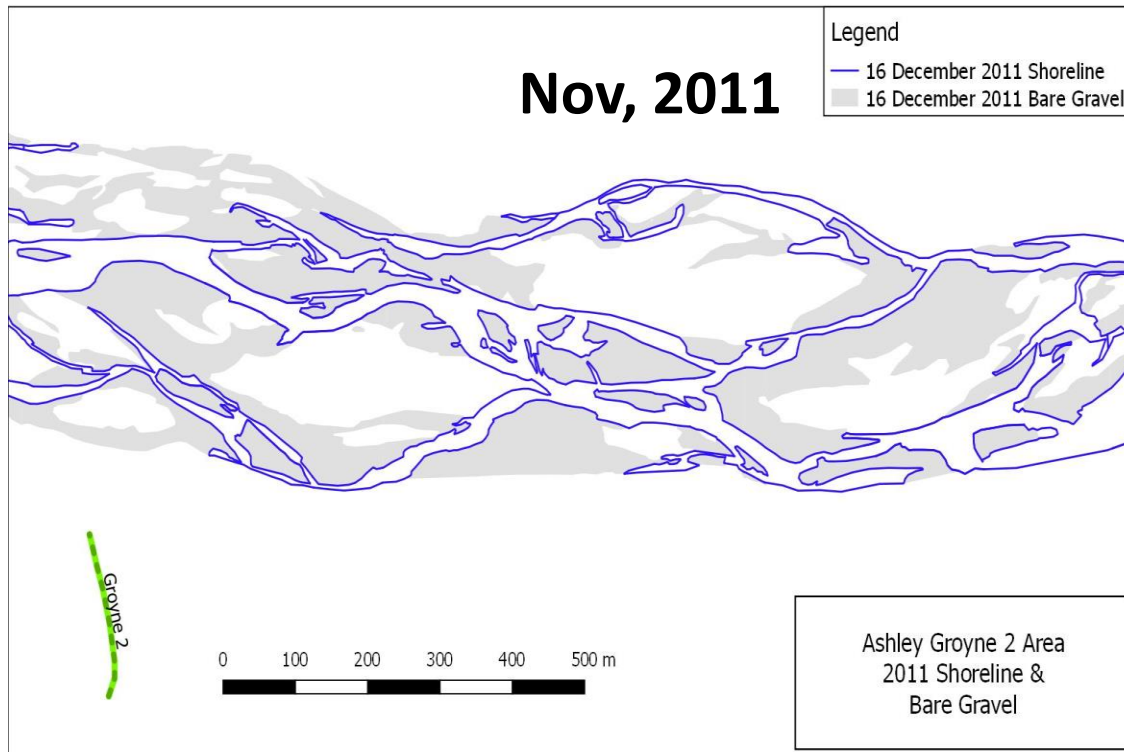 Legend
16 December 2011 Shoreline
16 December 2011 Bare Gravel
Nov, 2011
Groyne 2
0 100 200 300 400 500 m
Ashley Groyne 2 Area
2011 Shoreline &
Bare Gravel